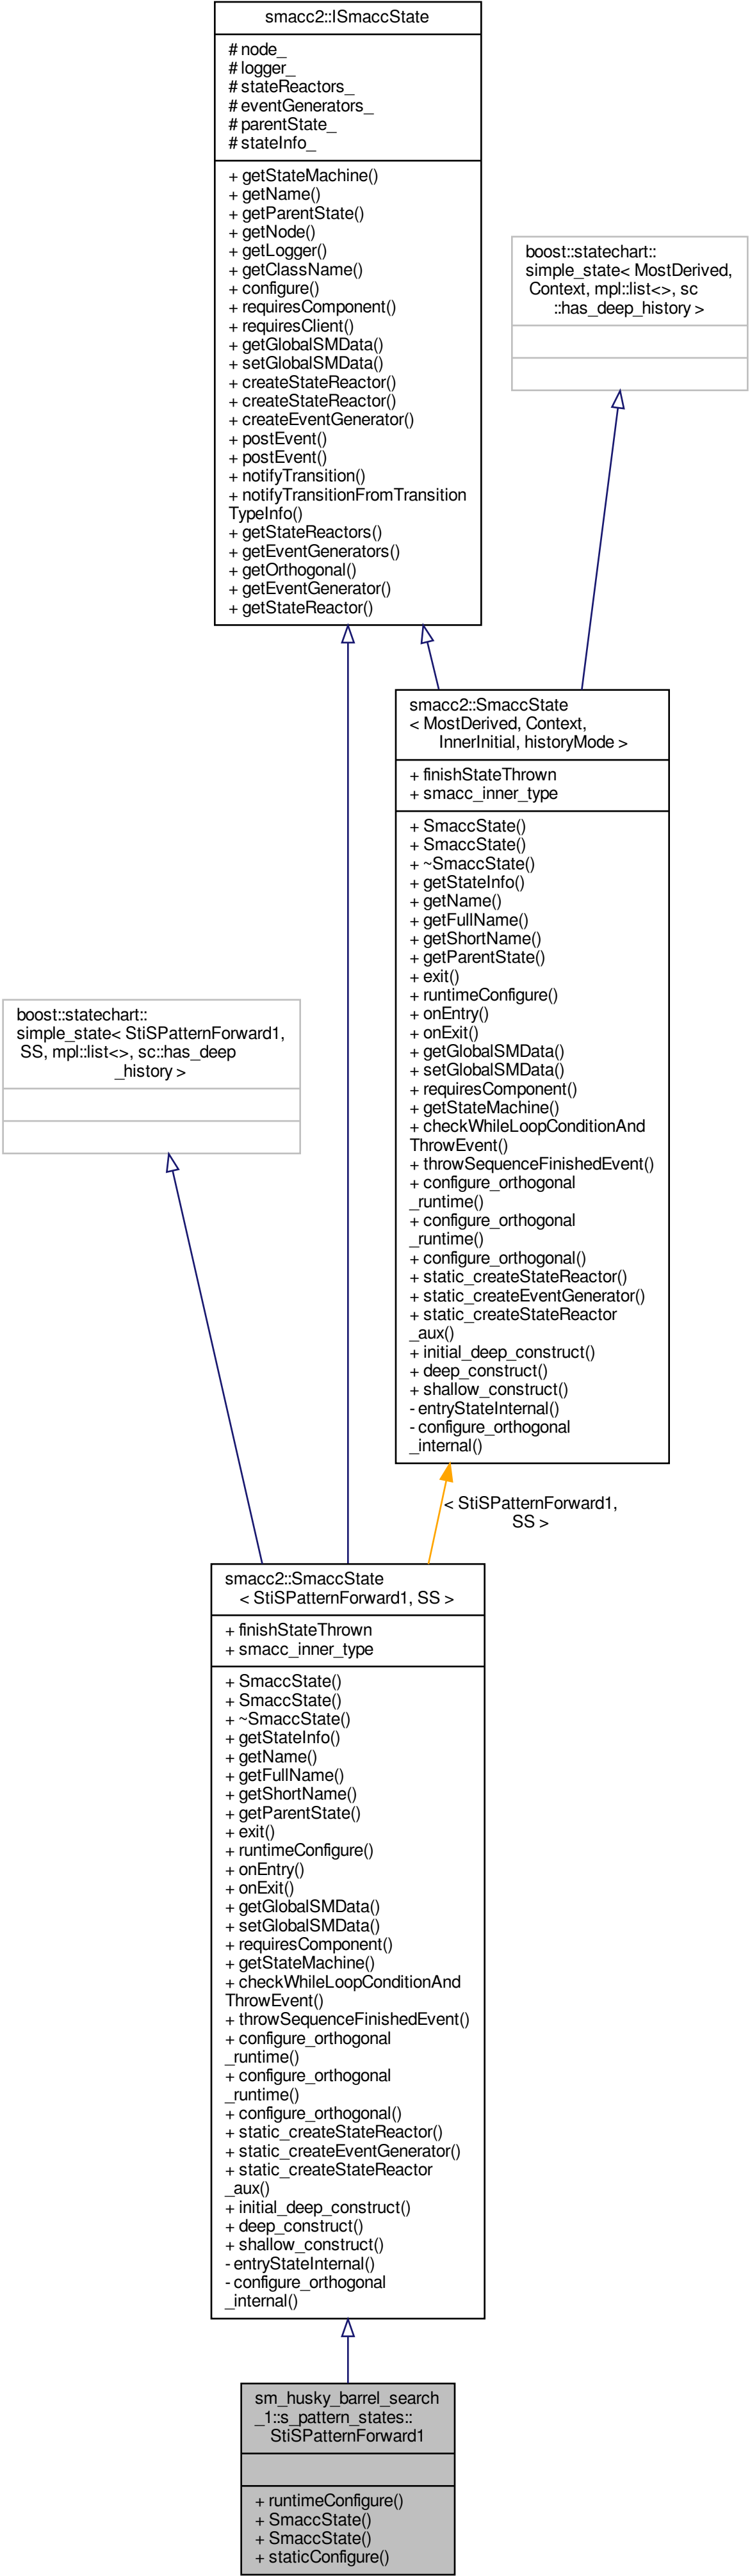 smacc2::ISmaccState
# node_
# logger_
# stateReactors_
# eventGenerators_
# parentState_
# stateInfo_
+ getStateMachine()
+ getName()
+ getParentState()
+ getNode()
+ getLogger()
+ getClassName()
+ configure()
+ requiresComponent()
+ requiresClient()
+ getGlobalSMData()
+ setGlobalSMData()
+ createStateReactor()
+ createStateReactor()
+ createEventGenerator()
+ postEvent()
+ postEvent()
+ notifyTransition()
+ notifyTransitionFromTransition
TypeInfo()
+ getStateReactors()
+ getEventGenerators()
+ getOrthogonal()
+ getEventGenerator()
+ getStateReactor()
boost::statechart::
simple_state< MostDerived,
Context, mpl::list<>, sc
::has_deep_history >
smacc2::SmaccState
< MostDerived, Context,
InnerInitial, historyMode >
+ finishStateThrown
+ smacc_inner_type
+ SmaccState()
+ SmaccState()
+ ~SmaccState()
+ getStateInfo()
+ getName()
+ getFullName()
+ getShortName()
+ getParentState()
+ exit()
+ runtimeConfigure()
+ onEntry()
+ onExit()
+ getGlobalSMData()
+ setGlobalSMData()
+ requiresComponent()
+ getStateMachine()
+ checkWhileLoopConditionAnd
ThrowEvent()
+ throwSequenceFinishedEvent()
+ configure_orthogonal
_runtime()
+ configure_orthogonal
_runtime()
+ configure_orthogonal()
+ static_createStateReactor()
+ static_createEventGenerator()
+ static_createStateReactor
_aux()
+ initial_deep_construct()
+ deep_construct()
+ shallow_construct()
- entryStateInternal()
- configure_orthogonal
_internal()
boost::statechart::
simple_state< StiSPatternForward1,
SS, mpl::list<>, sc::has_deep
_history >
< StiSPatternForward1,
SS >
smacc2::SmaccState
< StiSPatternForward1, SS >
+ finishStateThrown
+ smacc_inner_type
+ SmaccState()
+ SmaccState()
+ ~SmaccState()
+ getStateInfo()
+ getName()
+ getFullName()
+ getShortName()
+ getParentState()
+ exit()
+ runtimeConfigure()
+ onEntry()
+ onExit()
+ getGlobalSMData()
+ setGlobalSMData()
+ requiresComponent()
+ getStateMachine()
+ checkWhileLoopConditionAnd
ThrowEvent()
+ throwSequenceFinishedEvent()
+ configure_orthogonal
_runtime()
+ configure_orthogonal
_runtime()
+ configure_orthogonal()
+ static_createStateReactor()
+ static_createEventGenerator()
+ static_createStateReactor
_aux()
+ initial_deep_construct()
+ deep_construct()
+ shallow_construct()
- entryStateInternal()
- configure_orthogonal
_internal()
sm_husky_barrel_search
_1::s_pattern_states::
StiSPatternForward1
+ runtimeConfigure()
+ SmaccState()
+ SmaccState()
+ staticConfigure()